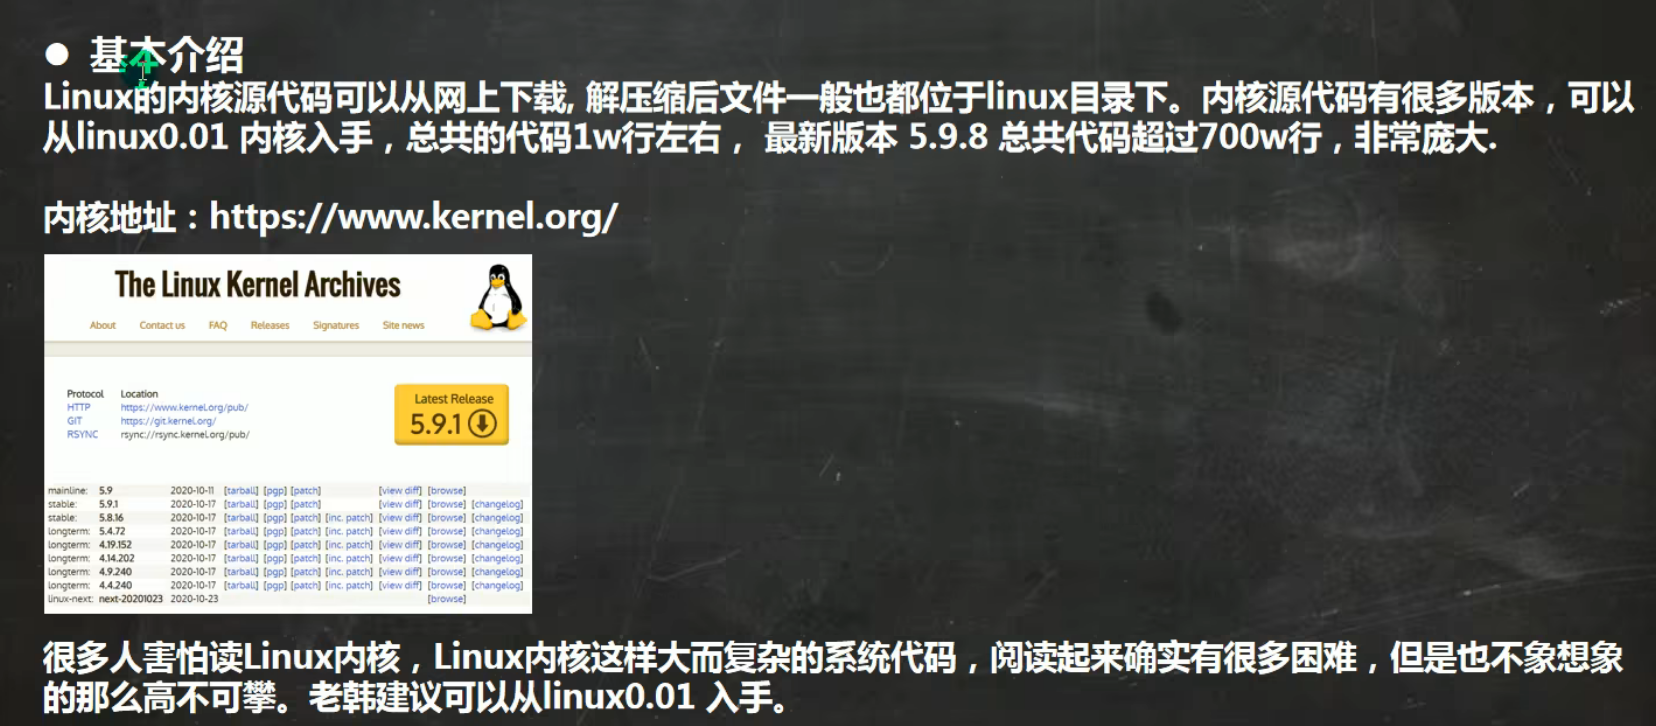 ● 基本介绍
Linux的内核源代码可以从网上下载, 解压缩后文件一般也都位于linux目录下。内核源代码有很多版本，可以
从linux0.01 内核入手，总共的代码1w行左右， 最新版本 5.9.8 总共代码超过700w行，非常庞大.
内核地址：https://www.kernel.org/
The Linux Kernel Archives
About Contact us FAQ Releases Signatures Site news
Protocol Location
HTTP https://www.kernel.org/pub/
GIT https://git.kernel.org/
RSYNC rsync://rsync.kernel.org/pub/
Latest Release
5.9.1
mainline: 5.9 2020-10-11 [tarball] [pgp] [patch] [view diff] [browse]
stable: 5.9.1 2020-10-17 [tarball] [pgp] [patch] [view diff] [browse] [changelog]
stable: 5.8.16 2020-10-17 [tarball] [pgp] [patch] [inc. patch] [view diff] [browse] [changelog]
longterm: 5.4.72 2020-10-17 [tarball] [pgp] [patch] [inc. patch] [view diff] [browse] [changelog]
longterm: 4.19.152 2020-10-17 [tarball] [pgp] [patch] [inc. patch] [view diff] [browse] [changelog]
longterm: 4.14.202 2020-10-17 [tarball] [pgp] [patch] [inc. patch] [view diff] [browse] [changelog]
longterm: 4.9.240 2020-10-17 [tarball] [pgp] [patch] [inc. patch] [view diff] [browse] [changelog]
longterm: 4.4.240 2020-10-17 [tarball] [pgp] [patch] [inc. patch] [view diff] [browse] [changelog]
linux-next: next-20201023 2020-10-23 [browse]
很多人害怕读Linux内核，Linux内核这样大而复杂的系统代码，阅读起来确实有很多困难，但是也不象想象
的那么高不可攀。老韩建议可以从linux0.01 入手。